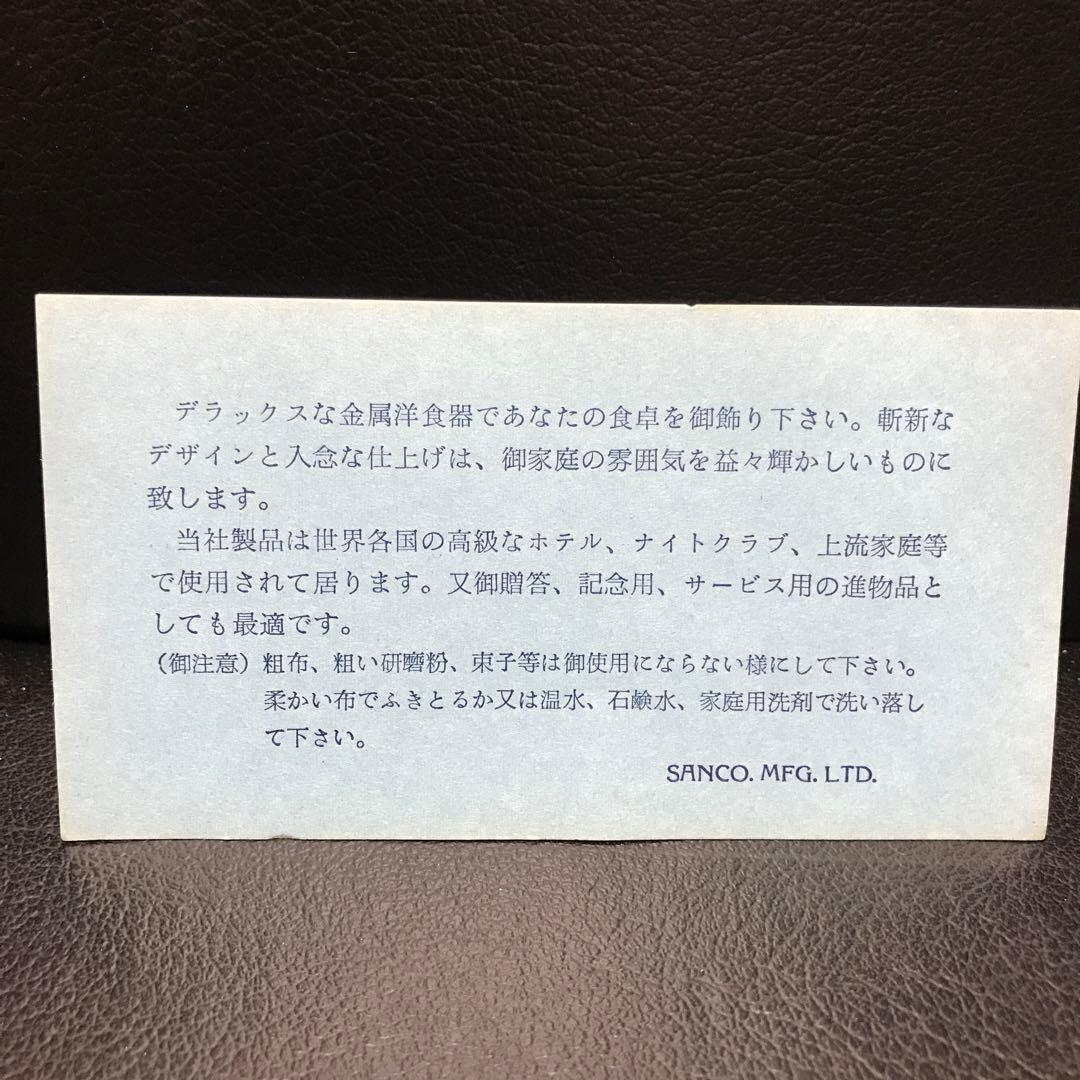 デラックスな金属洋食器であなたの食卓を御飾り下さい。斬新な
デザインと入念な仕上げは、御家庭の雰囲気を益々輝かしいものに
致します。
当社製品は世界各国の高級なホテル、ナイトクラブ、上流家庭等
で使用されて居ります。又御贈答、記念用、サービス用の進物品と
しても最適です。
(御注意)粗布、粗い研磨粉、束子等は御使用にならない様にして下さい。
柔かい布でふきとるか又は温水、石鹸水、家庭用洗剤で洗い落し
て下さい。
SANCO. MFG. LTD.